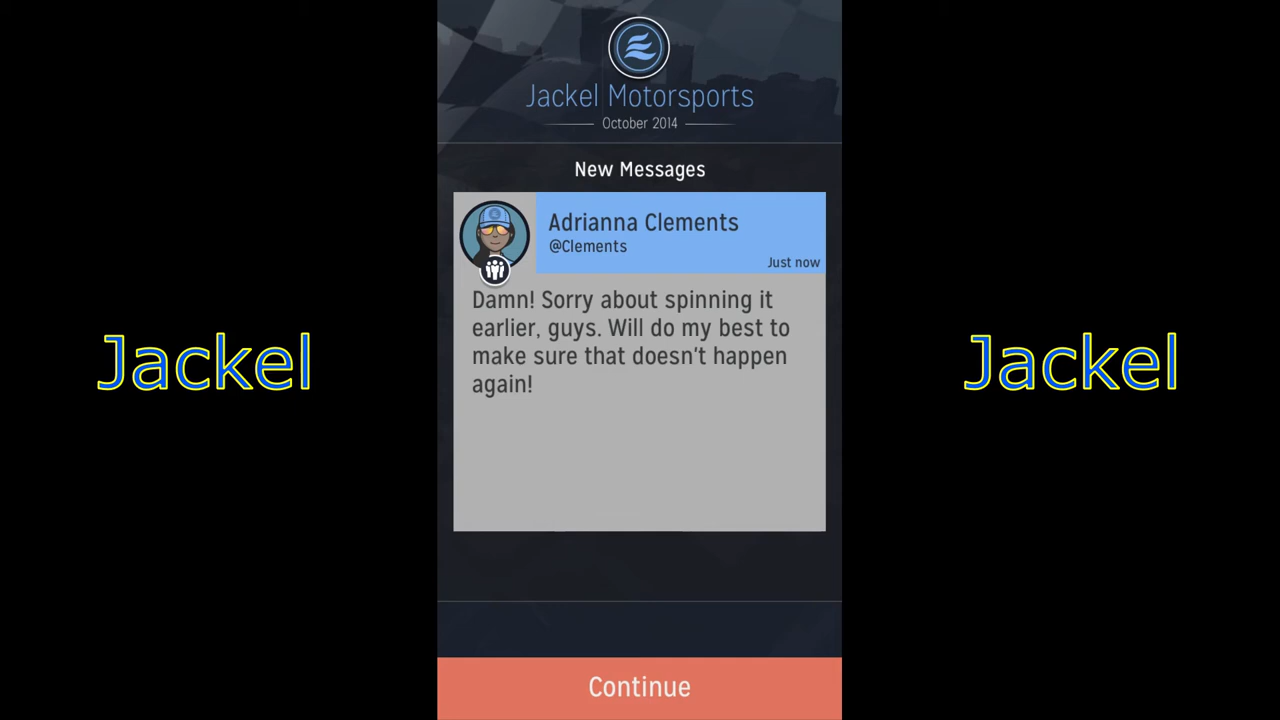 Jackel Motorsports
October 2014
New Messages
Adrianna Clements
@Clements
Just now
Damn! Sorry about spinning it
earlier, guys. Will do my best to
make sure that doesn't happen
again!
Jackel
Jackel
Continue